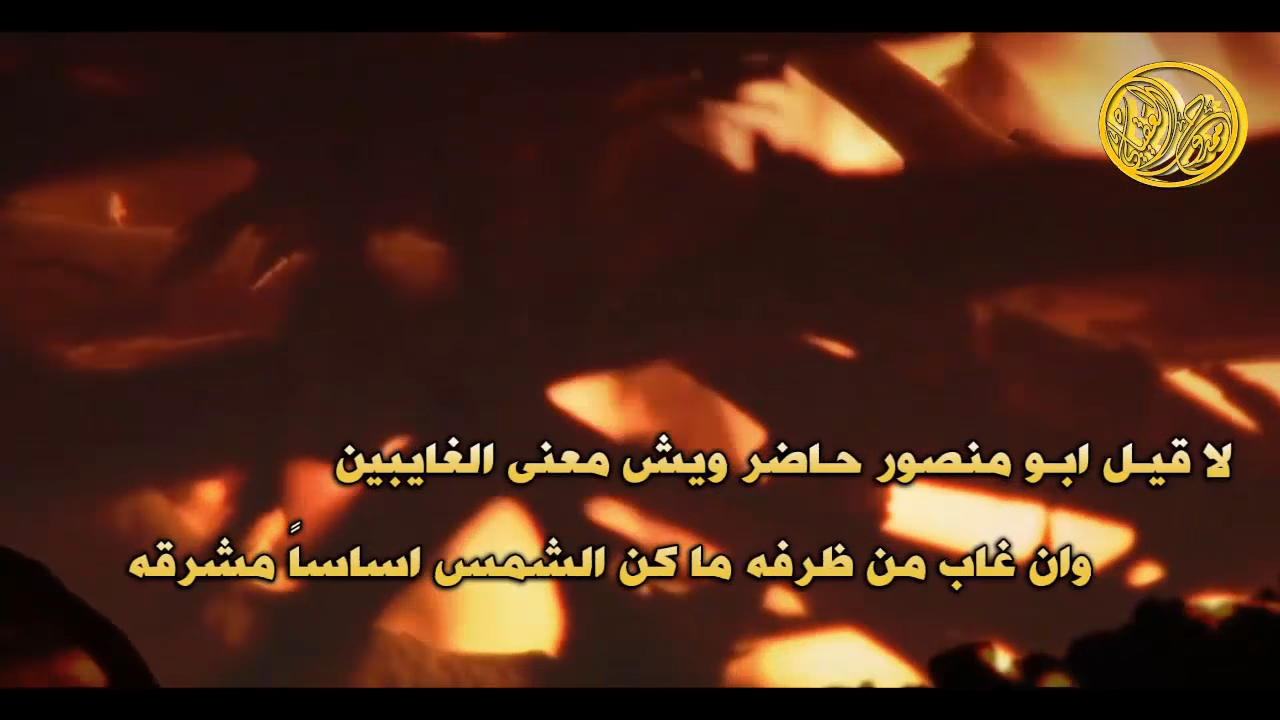 لا قيل ابو منصور حاضر ويش معنى الغايبين
وان غاب من ظرفه ما كن الشمس اساساً مشرقه